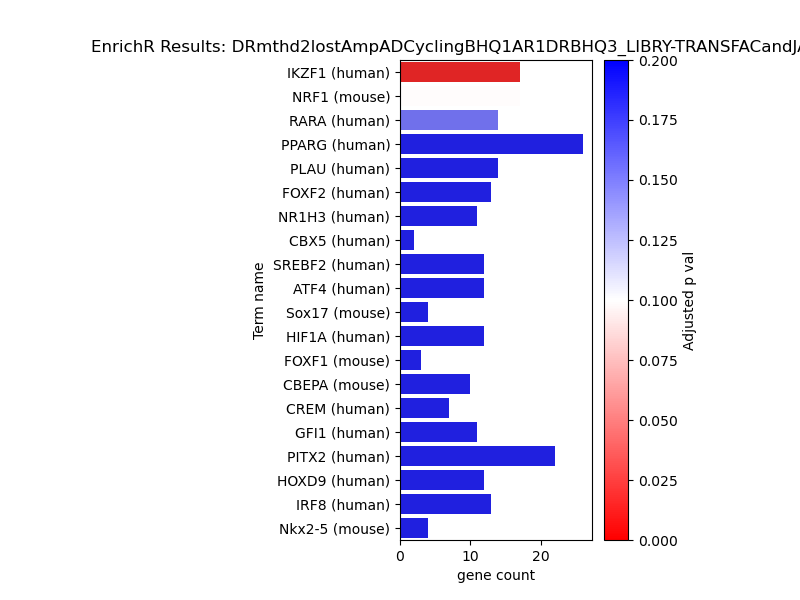 EnrichR Results: DRmthd2lostAmpADCyclingBHQ1AR1DRBHQ3_LIBRY-TRANSFACandJA
IKZF1 (human)
NRF1 (mouse)
RARA (human)
PPARG (human)
PLAU (human)
FOXF2 (human)
NR1H3 (human)
CBX5 (human)
SREBF2 (human)
ATF4 (human)
Sox17 (mouse)
HIF1A (human)
FOXF1 (mouse)
CBEPA (mouse)
CREM (human)
GFI1 (human)
PITX2 (human)
HOXD9 (human)
IRF8 (human)
Nkx2-5 (mouse)
Term name
0 10 20
gene count
0.200
0.175
0.150
0.125
0.100
0.075
0.050
0.025
0.000
Adjusted p val